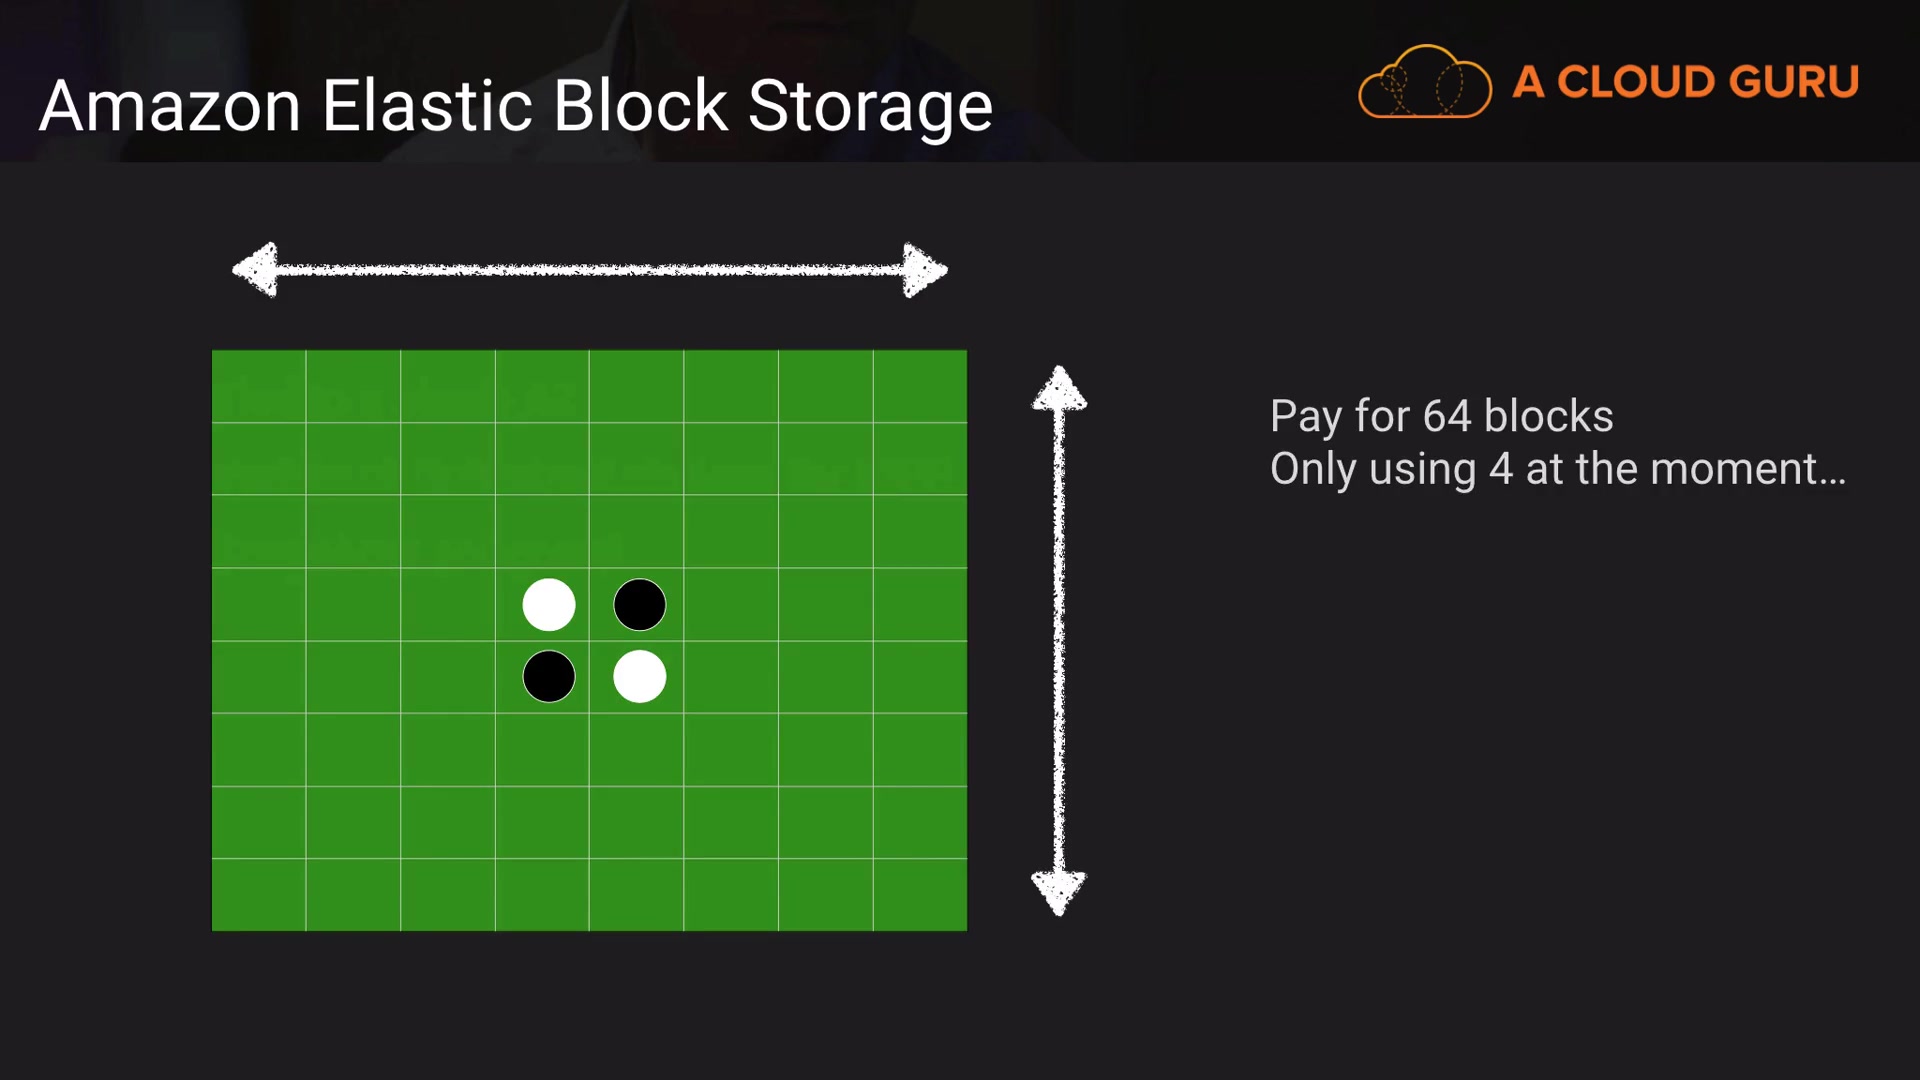 Amazon Elastic Block Storage
A CLOUD GURU
Pay for 64 blocks
Only using 4 at the moment...